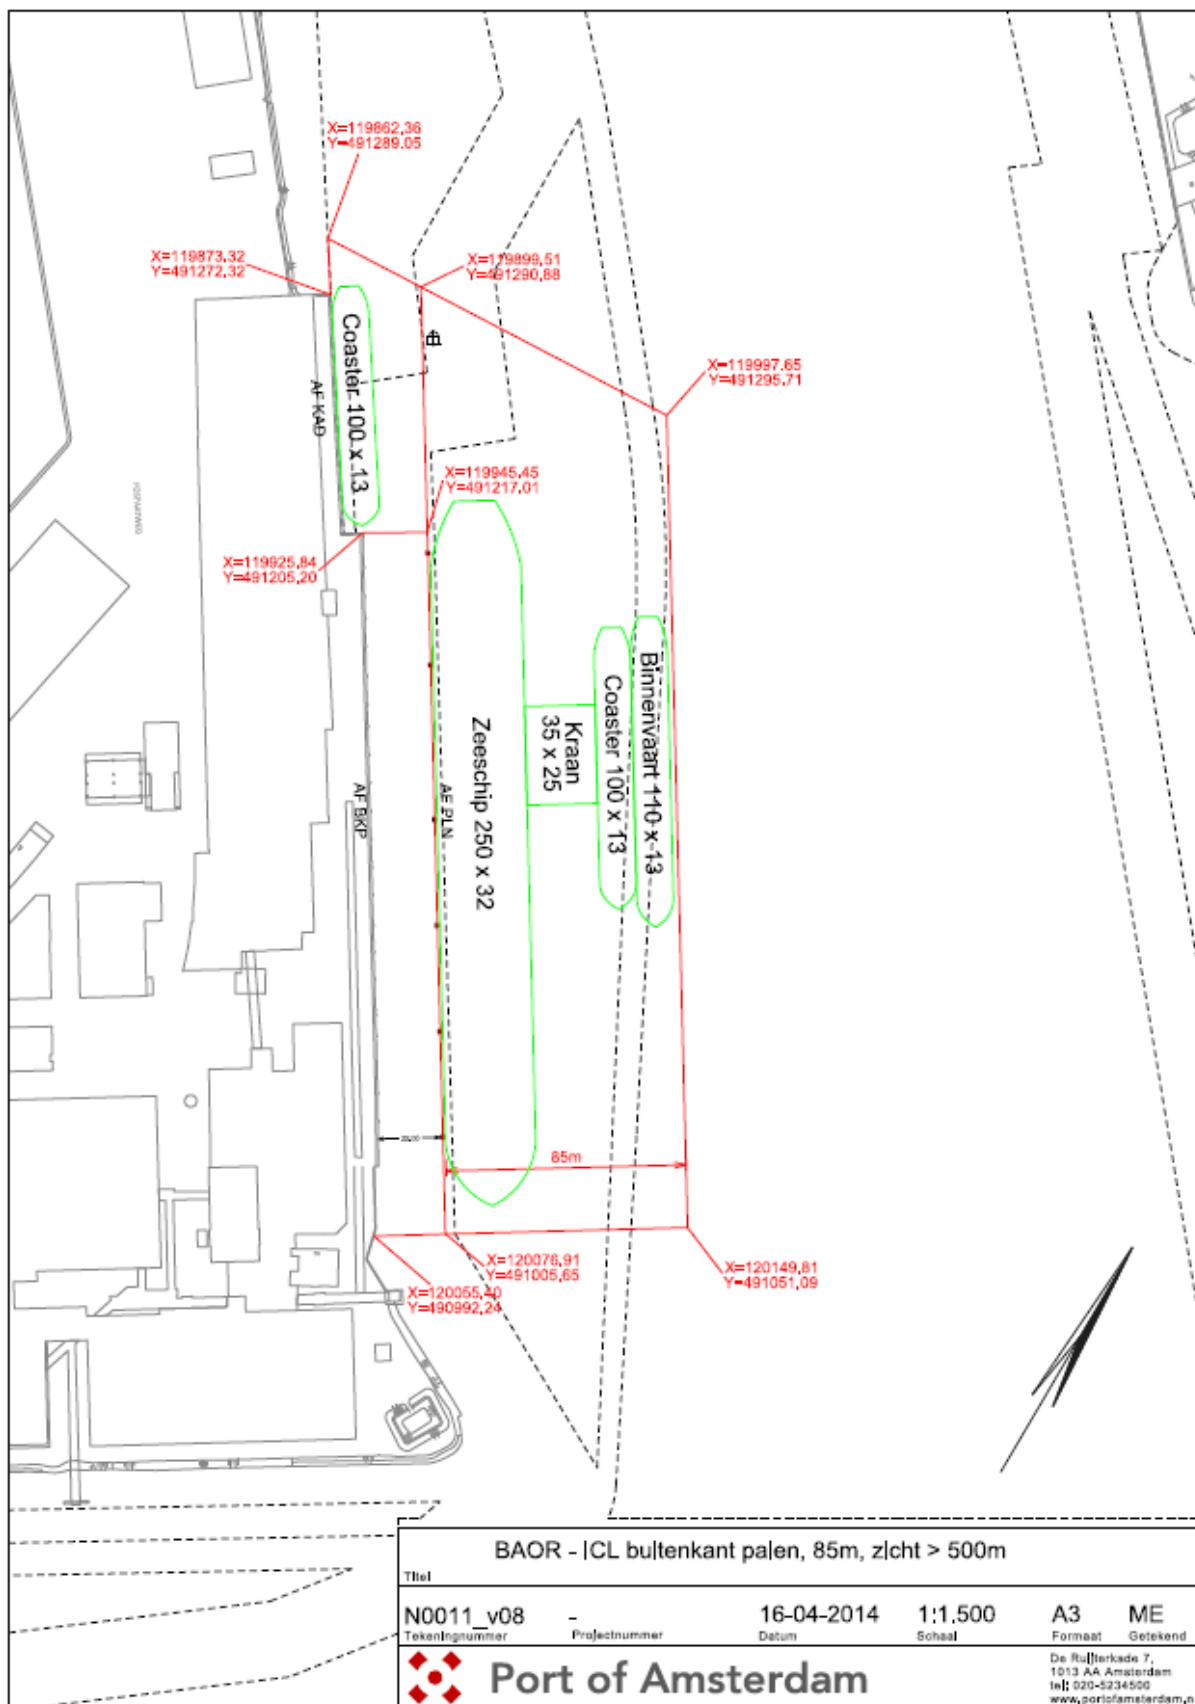 X=119862,36
Y=491289.05
X=119873,32
Y=491272,32
X=119899,51
Y=491290,88
X=119997.65
Y=491295.71
Coaster 100 x 13
AF KAD
X=119945,45
Y=491217,01
X=119925,84
Y=491205,20
Zeeschip 250 x 32
Kraan
35 x 25
Coaster 100 x 13
Binnenvaart 110 x 13
AF BKP
AF PLN
85m
X=120076,91
Y=491005,65
X=120055,40
Y=490992,24
X=120149,81
Y=491051,09
BAOR - ICL buitenkant palen, 85m, zicht > 500m
Titel
N0011_v08 - 16-04-2014 1:1.500 A3 ME
Tekeningnummer Projectnummer Datum Schaal Formaat Getekend
Port of Amsterdam
De Ruijterkade 7,
1013 AA Amsterdam
tel: 020-5234500
www.portofamsterdam.n